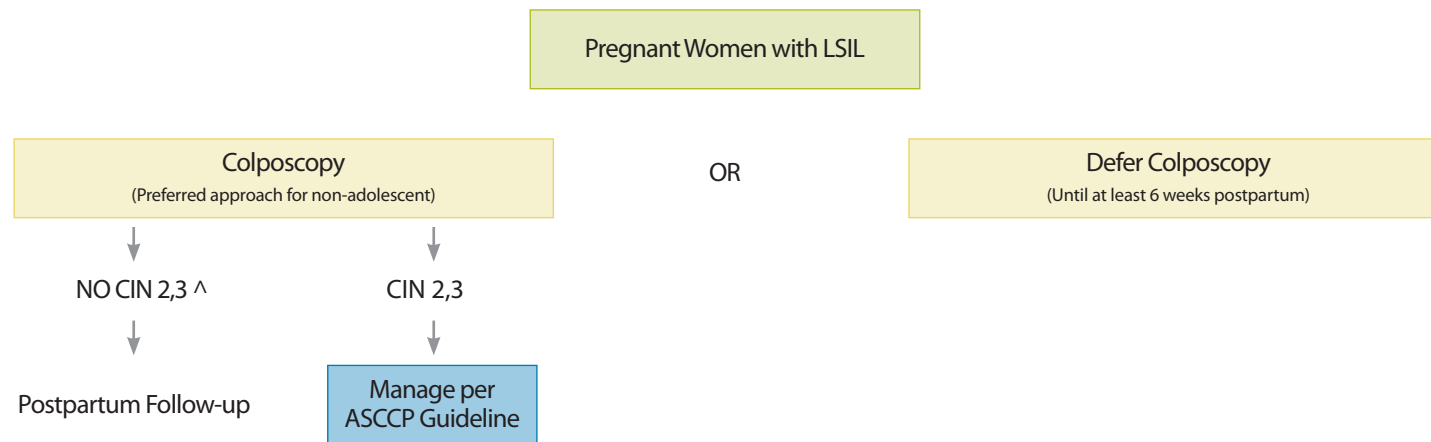 Pregnant Women with LSIL
Colposcopy
(Preferred approach for non-adolescent)
OR
Defer Colposcopy
(Until at least 6 weeks postpartum)
NO CIN 2,3 ^
CIN 2,3
Postpartum Follow-up
Manage per
ASCCP Guideline